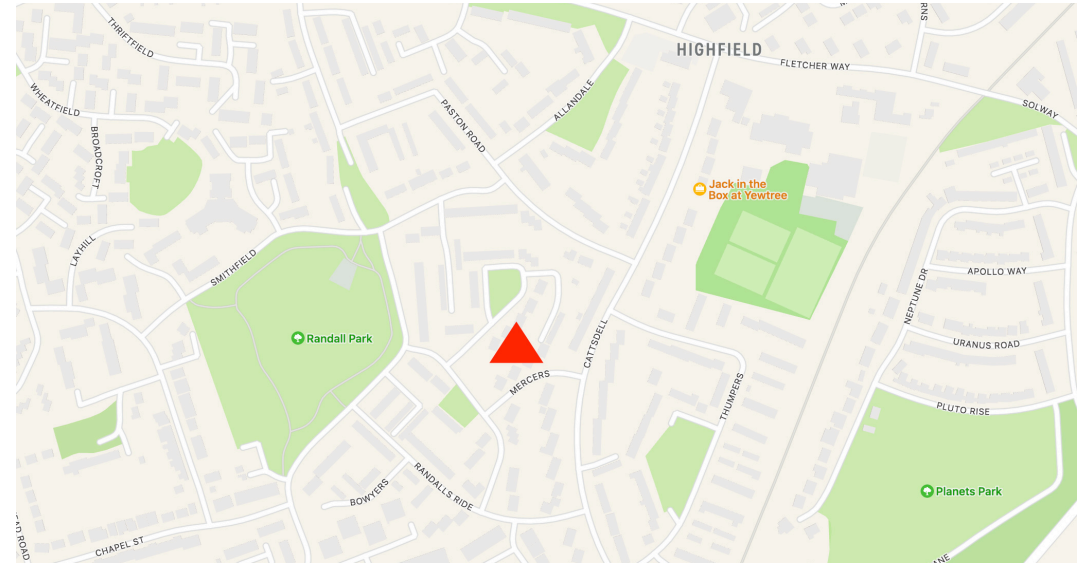 HIGHFIELD
THRIFTFIELD
FLETCHER WAY
WHEATFIELD
ALLANDALE
SOLWAY
PASTON ROAD
BROADCROFT
Jack in the
Box at Yewtree
LAYHILL
SMITHFIELD
APOLLO WAY
NEPTUNE DR
Randall Park
URANUS ROAD
CATTSDELL
MERCERS
THUMPERS
PLUTO RISE
RANDALLS RIDE
BOWYERS
Planets Park
CHAPEL ST